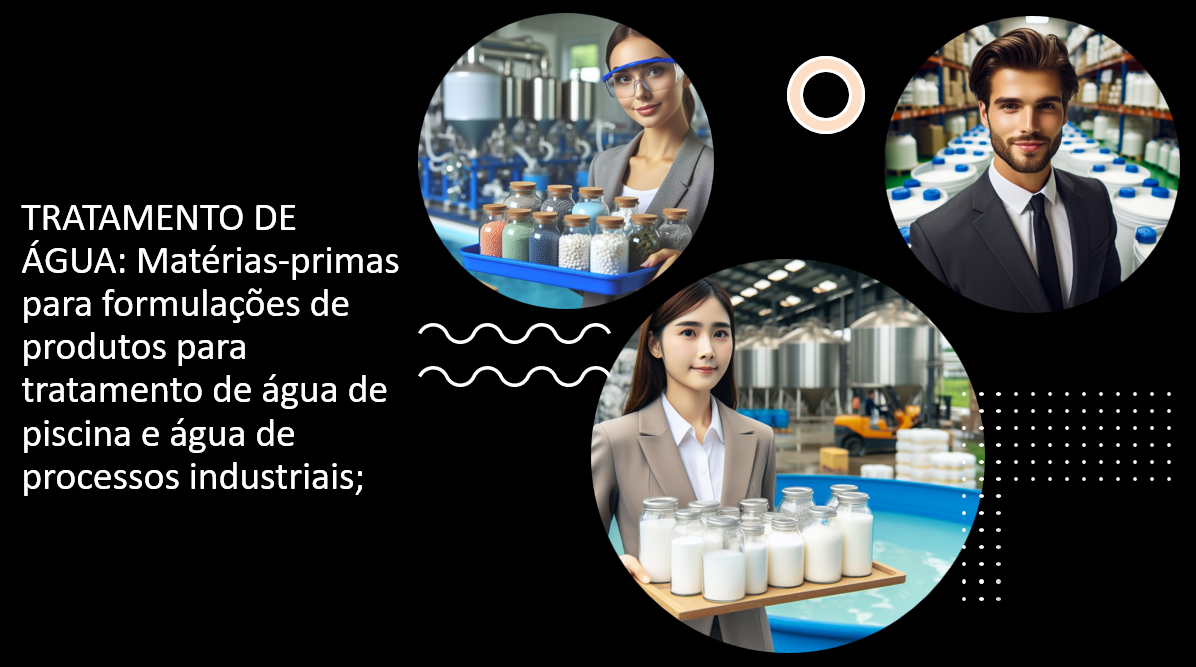 TRATAMENTO DE
ÁGUA: Matérias-primas
para formulações de
produtos para
tratamento de água de
piscina e água de
processos industriais;